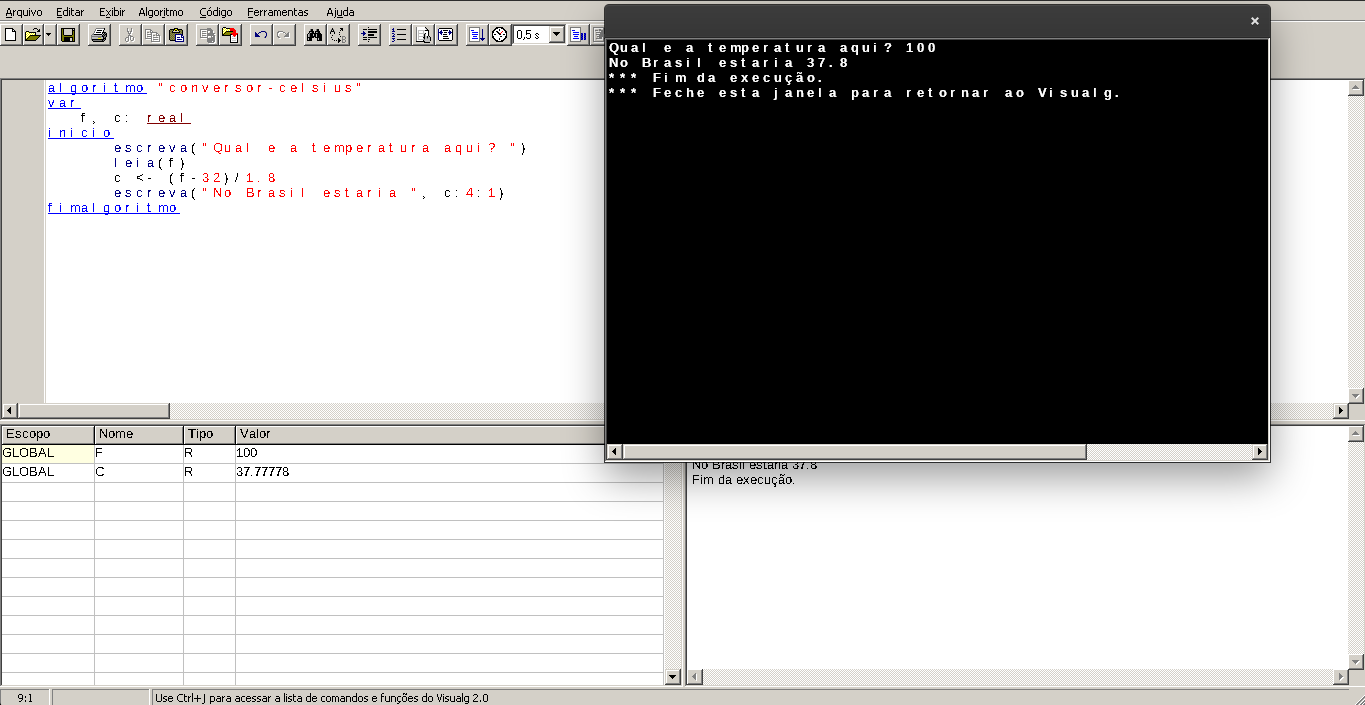 Arquivo Editar Exibir Algoritmo Código Ferramentas Ajuda
0,5 s
algoritmo "conversor-celsius"
var
f, c: real
inicio
escreva("Qual e a temperatura aqui? ")
leia(f)
c <- (f-32)/1.8
escreva("No Brasil estaria ", c:4:1)
fimalgoritmo
Qual e a temperatura aqui? 100
No Brasil estaria 37.8
*** Fim da execução.
*** Feche esta janela para retornar ao Visualg.
Escopo Nome Tipo Valor
GLOBAL F R 100
GLOBAL C R 37.77778
No Brasil estaria 37.8
Fim da execução.
9:1 Use Ctrl+J para acessar a lista de comandos e funções do Visualg 2.0